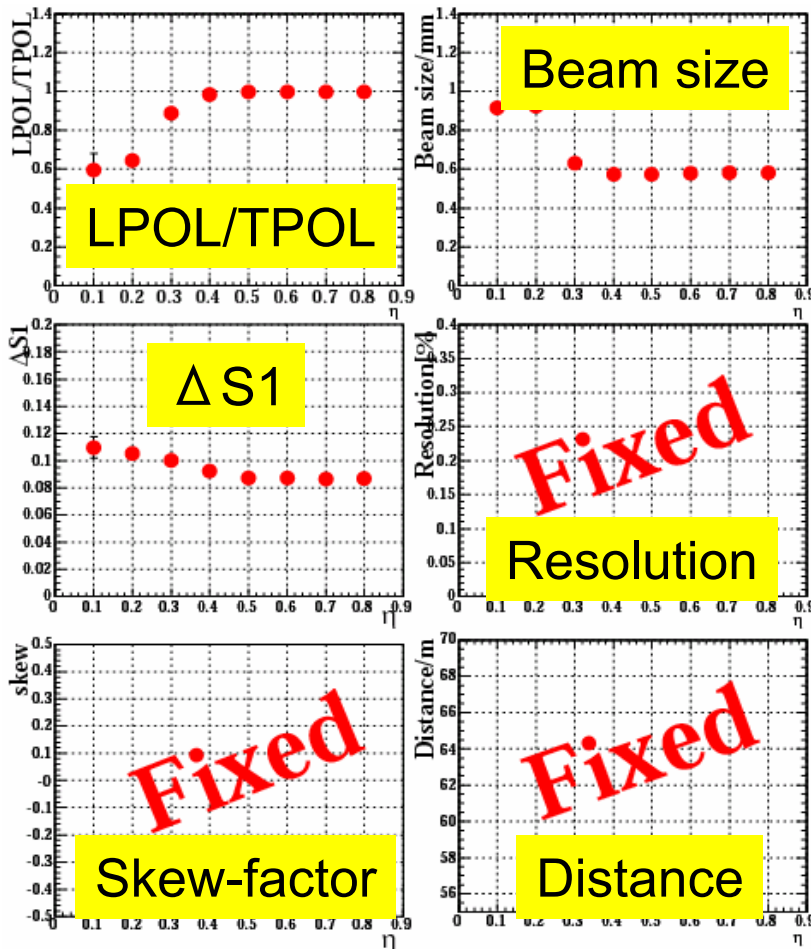 LPOL/TPOL
1.4
1.2
1
0.8
0.6
0.4
0.2
0
LPOL/TPOL
0 0.1 0.2 0.3 0.4 0.5 0.6 0.7 0.8 0.9
η
Beam size/mm
1.4
1.2
1
0.8
0.6
0.4
0.2
0
Beam size
0 0.1 0.2 0.3 0.4 0.5 0.6 0.7 0.8 0.9
η
ΔS1
0.2
0.18
0.16
0.14
0.12
0.1
0.08
0.06
0.04
0.02
0
Δ S1
0 0.1 0.2 0.3 0.4 0.5 0.6 0.7 0.8 0.9
η
Resolution[%]
0.4
0.35
0.3
0.25
0.2
0.15
0.1
0.05
0
Fixed
Resolution
0 0.1 0.2 0.3 0.4 0.5 0.6 0.7 0.8 0.9
η
skew
0.5
0.4
0.3
0.2
0.1
-0
-0.1
-0.2
-0.3
-0.4
-0.5
Fixed
Skew-factor
0 0.1 0.2 0.3 0.4 0.5 0.6 0.7 0.8 0.9
η
Distance/m
70
68
66
64
62
60
58
56
Fixed
Distance
0 0.1 0.2 0.3 0.4 0.5 0.6 0.7 0.8 0.9
η